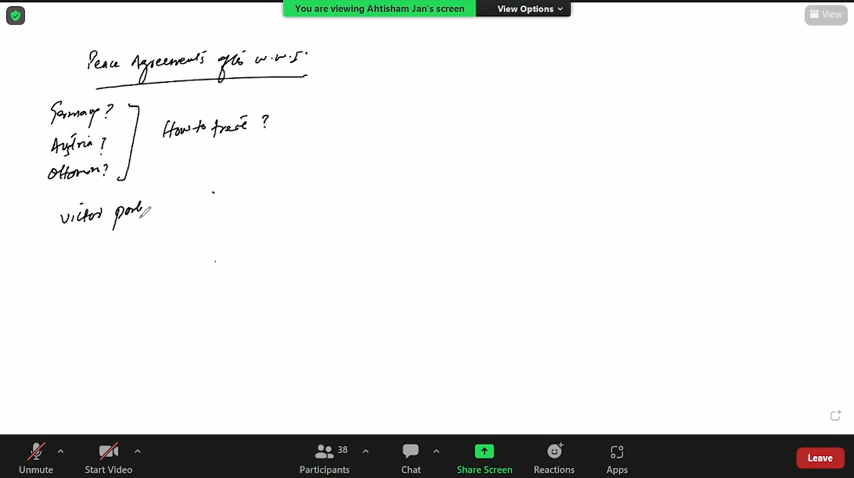 You are viewing Ahtisham Jan's screen
View Options
View
Peace Agreements after W.W.I.
Germany?
Austria?
Ottoman?
How to treat ?
victor
Unmute
Start Video
38
Participants
Chat
Share Screen
Reactions
Apps
Leave